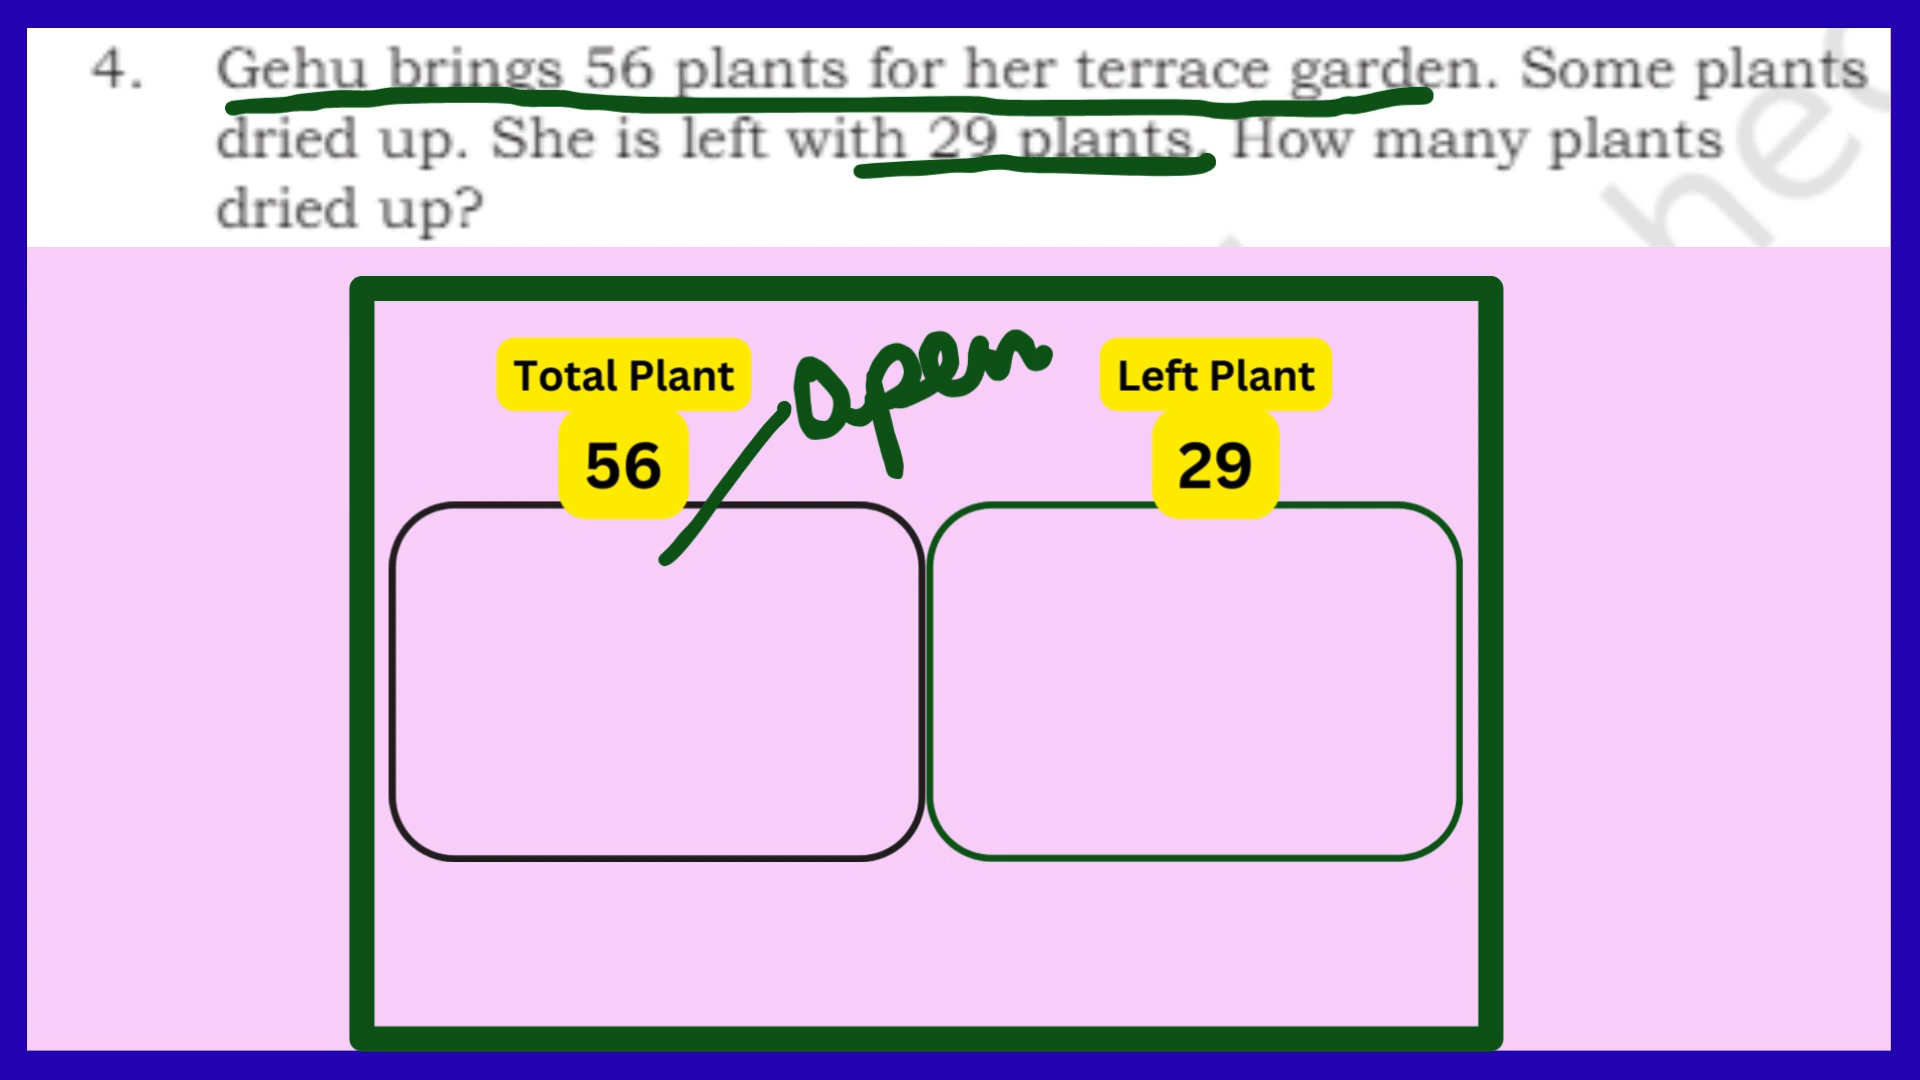 4. Gehu brings 56 plants for her terrace garden. Some plants
dried up. She is left with 29 plants. How many plants
dried up?
Total Plant
open
Left Plant
56
29